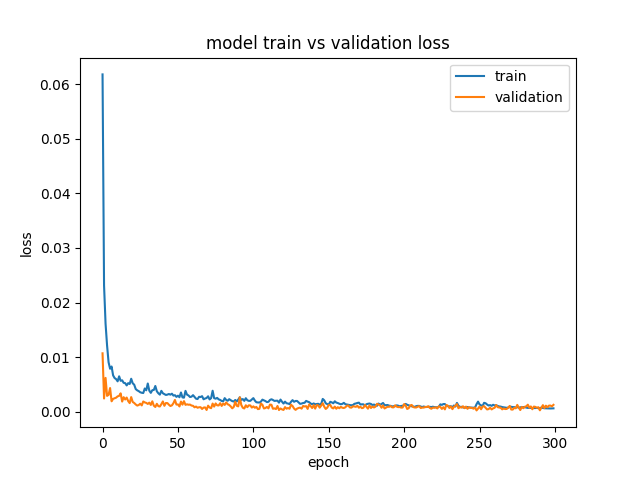 model train vs validation loss
train
validation
0.06
0.05
0.04
0.03
0.02
0.01
0.00
loss
0 50 100 150 200 250 300
epoch